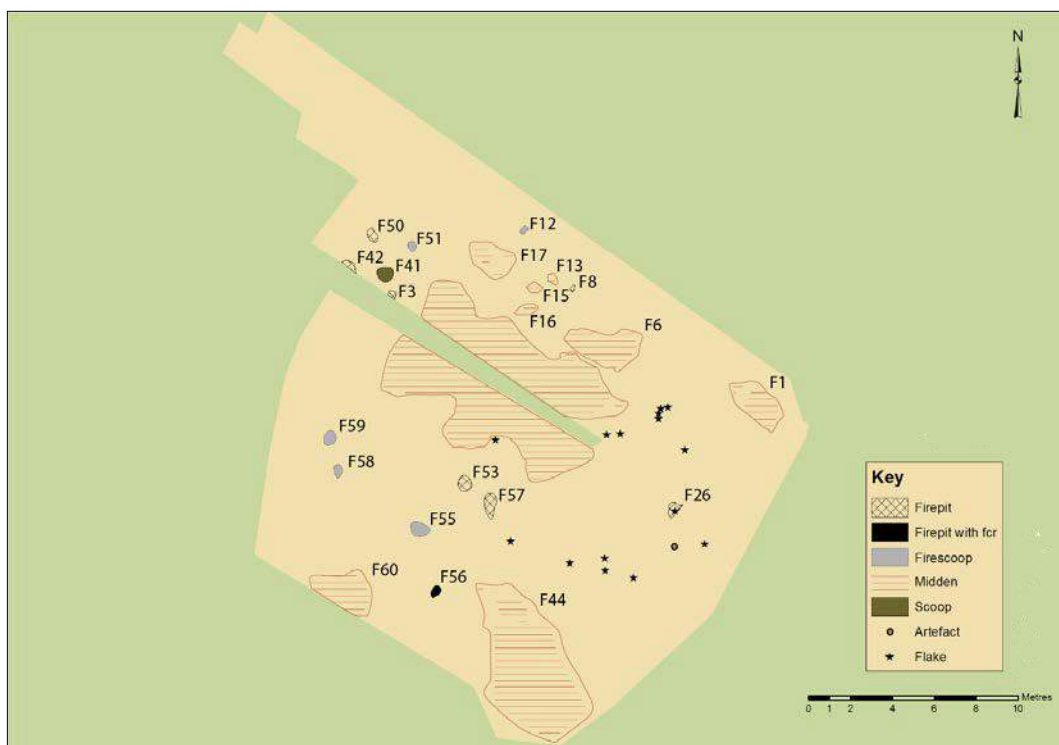 N
F50
F51
F12
F42
F41
F17
F13
F3
F15
F8
F16
F6
F1
F59
F58
F53
F57
F26
F55
F60
F56
F44
Key
Firepit
Firepit with fcr
Firescoop
Midden
Scoop
Artefact
Flake
Metres
0 1 2 4 6 8 10